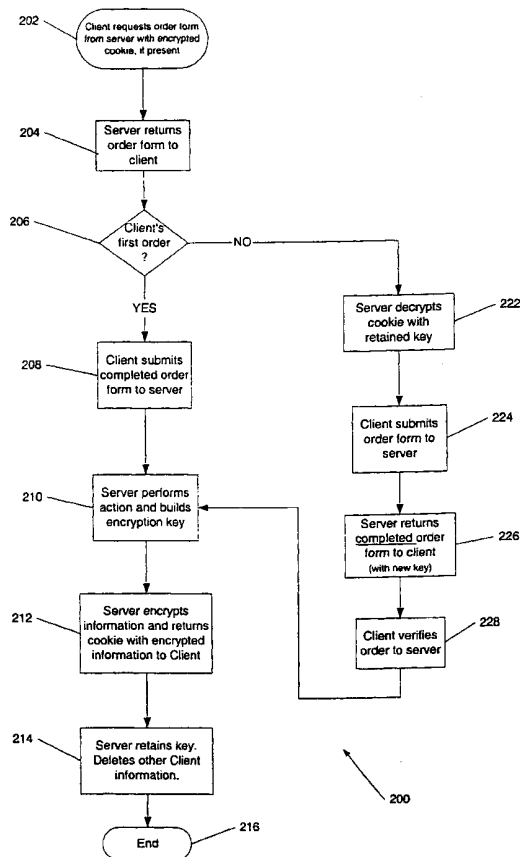 202
Client requests order form
from server with encrypted
cookie, if present
204
Server returns
order form to
client
206
Client's
first order
?
NO
YES
208
Client submits
completed order
form to server
210
Server performs
action and builds
encryption key
212
Server encrypts
information and returns
cookie with encrypted
information to Client
214
Server retains key.
Deletes other Client
information.
End
216
222
Server decrypts
cookie with
retained key
224
Client submits
order form to
server
226
Server returns
completed order
form to client
(with new key)
228
Client verifies
order to server
200